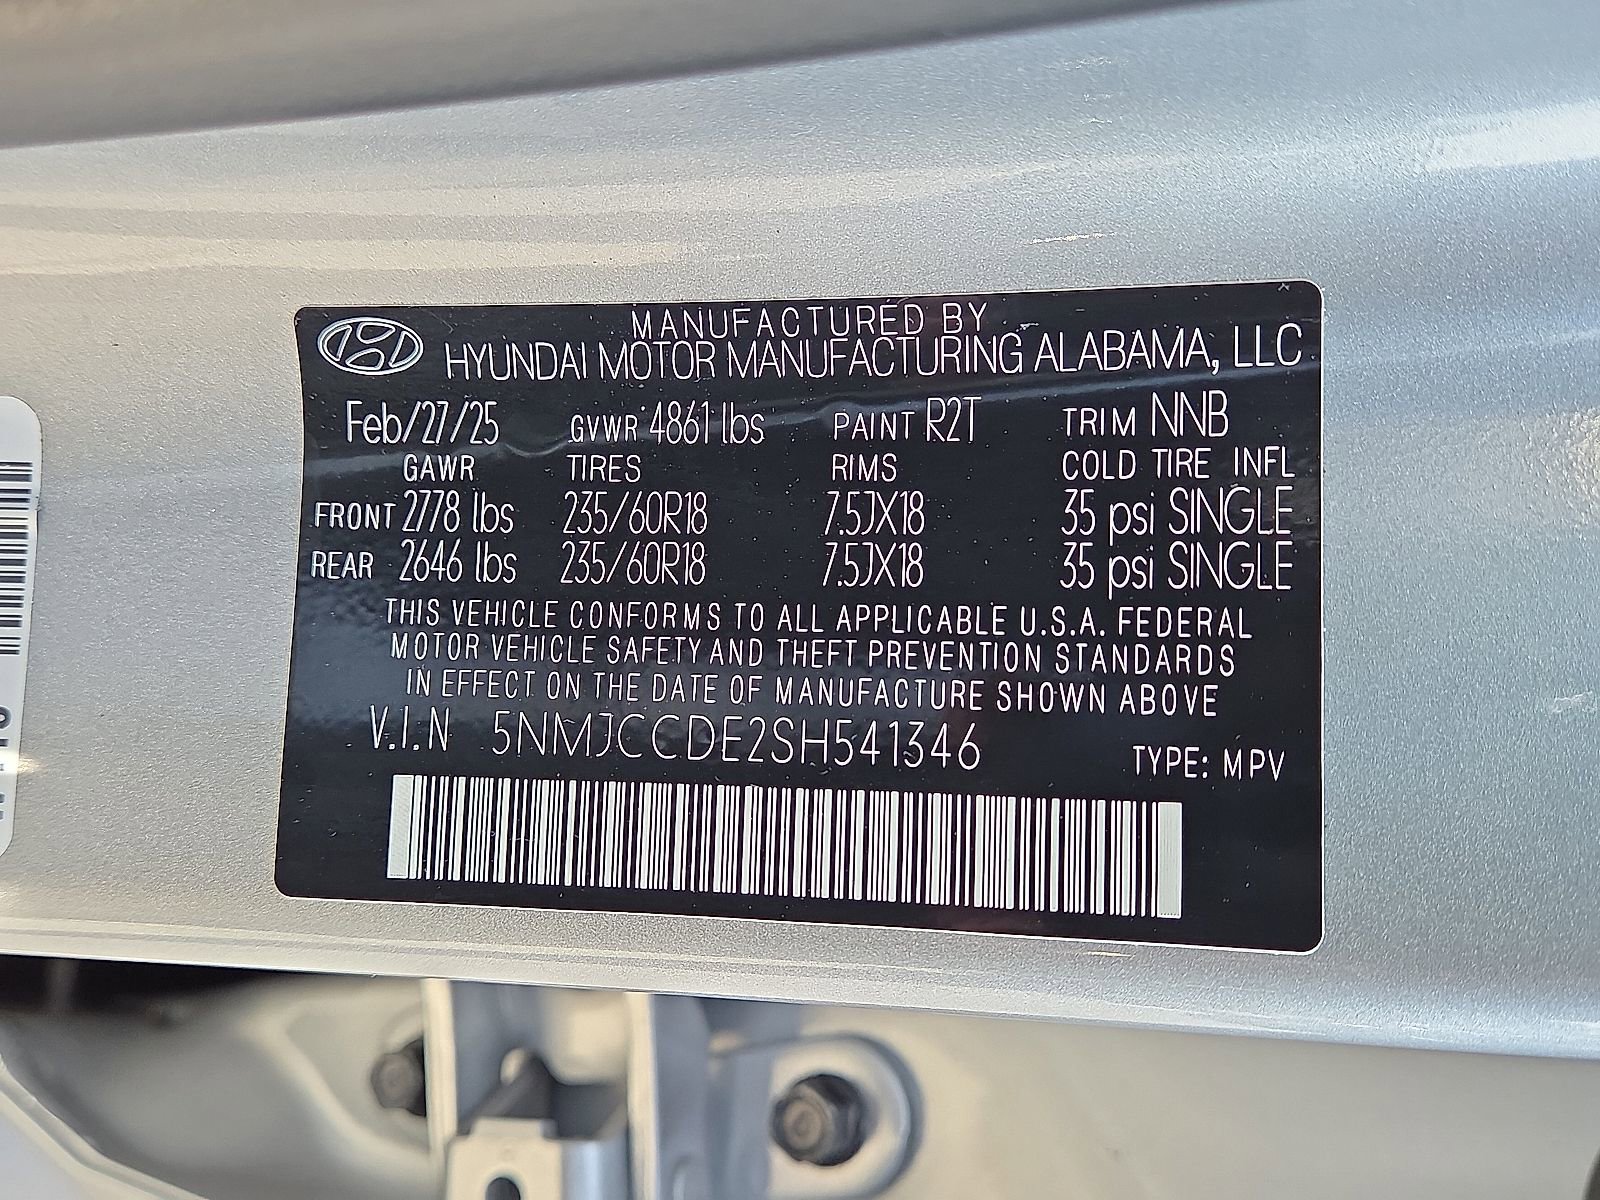 MANUFACTURED BY
HYUNDAI MOTOR MANUFACTURING ALABAMA, LLC
Feb/27/25 GVWR 4861 lbs PAINT R2T TRIM NNB
GAWR TIRES RIMS COLD TIRE INFL
FRONT 2778 lbs 235/60R18 7.5JX18 35 psi SINGLE
REAR 2646 lbs 235/60R18 7.5JX18 35 psi SINGLE
THIS VEHICLE CONFORMS TO ALL APPLICABLE U.S.A. FEDERAL
MOTOR VEHICLE SAFETY AND THEFT PREVENTION STANDARDS
IN EFFECT ON THE DATE OF MANUFACTURE SHOWN ABOVE
V.I.N 5NMJCCDE2SH541346 TYPE: MPV